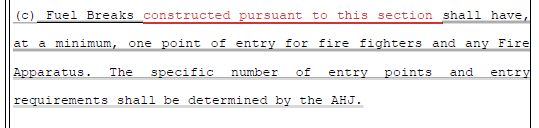 (c) Fuel Breaks constructed pursuant to this section shall have,
at a minimum, one point of entry for fire fighters and any Fire
Apparatus. The specific number of entry points and entry
requirements shall be determined by the AHJ.